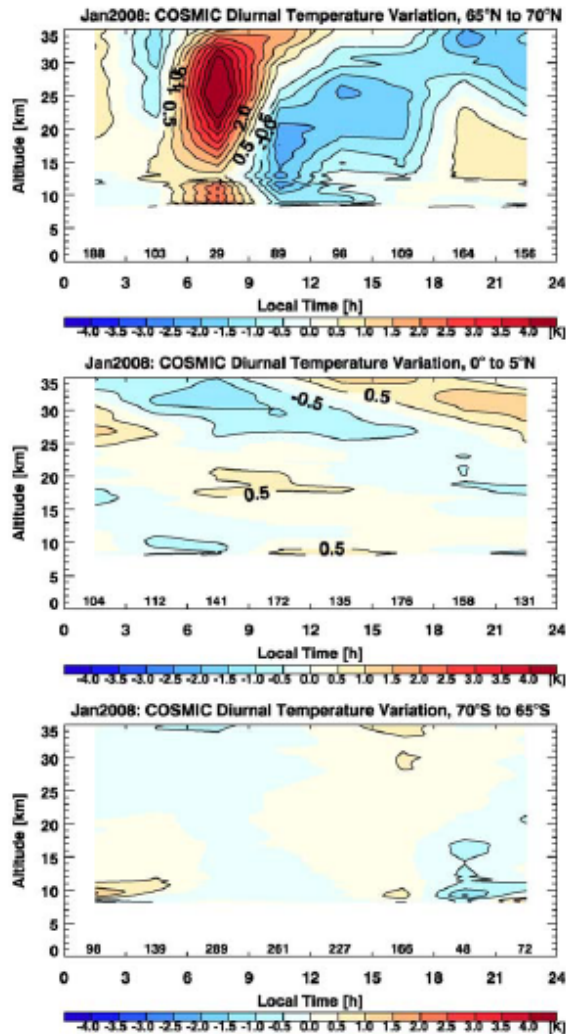 Jan2008: COSMIC Diurnal Temperature Variation, 65°N to 70°N
35
30
25
20
15
10
5
0
Altitude [km]
0.5
2.0
0.5
-0.5
188 103 29 89 98 109 164 156
0 3 6 9 12 15 18 21 24
Local Time [h]
-4.0 -3.5 -3.0 -2.5 -2.0 -1.5 -1.0 -0.5 0.0 0.5 1.0 1.5 2.0 2.5 3.0 3.5 4.0 [K]
Jan2008: COSMIC Diurnal Temperature Variation, 0° to 5°N
35
30
25
20
15
10
5
0
Altitude [km]
-0.5
0.5
0.5
0.5
104 112 141 172 135 176 158 131
0 3 6 9 12 15 18 21 24
Local Time [h]
-4.0 -3.5 -3.0 -2.5 -2.0 -1.5 -1.0 -0.5 0.0 0.5 1.0 1.5 2.0 2.5 3.0 3.5 4.0 [K]
Jan2008: COSMIC Diurnal Temperature Variation, 70°S to 65°S
35
30
25
20
15
10
5
0
Altitude [km]
139 261 227 72
0 3 6 9 12 15 18 21 24
Local Time [h]
-4.0 -3.5 -3.0 -2.5 -2.0 -1.5 -1.0 -0.5 0.0 0.5 1.0 1.5 2.0 2.5 3.0 3.5 4.0 [K]